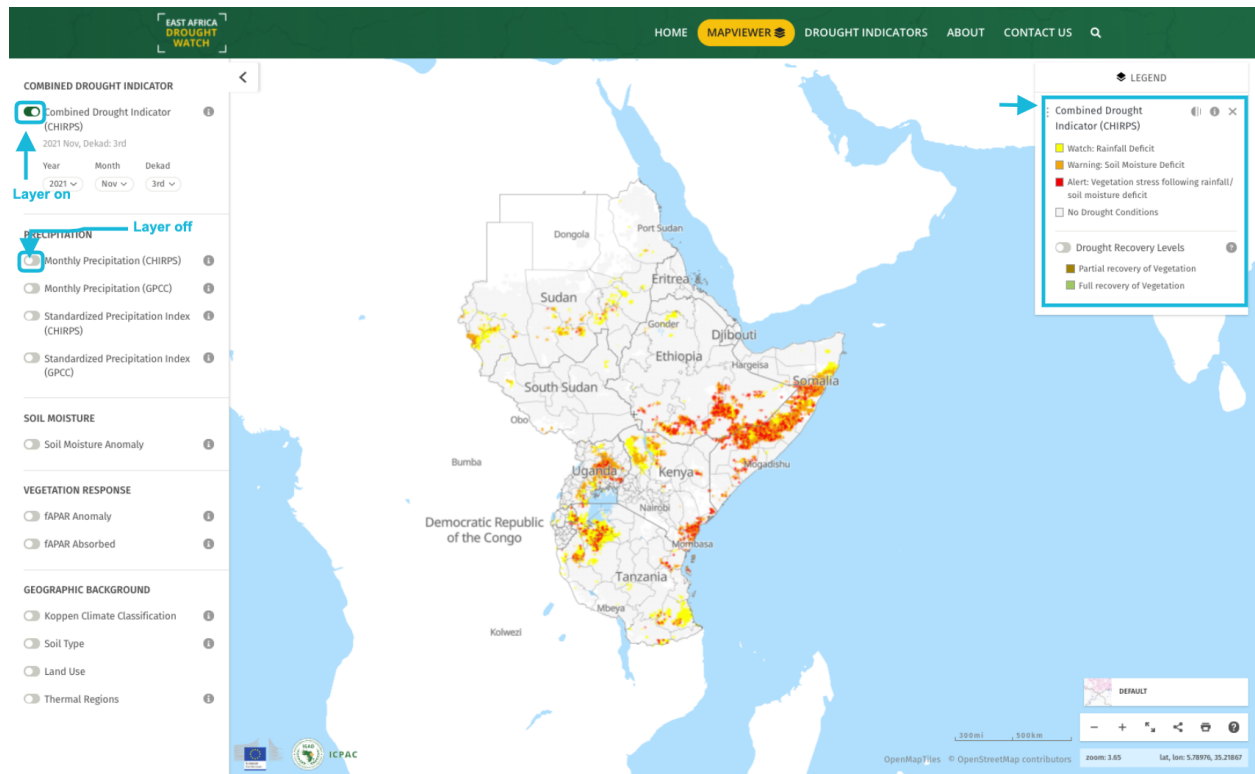 EAST AFRICA
DROUGHT
WATCH
HOME
MAPVIEWER
DROUGHT INDICATORS
ABOUT
CONTACT US
COMBINED DROUGHT INDICATOR
Combined Drought Indicator
(CHIRPS)
2021 Nov, Dekad: 3rd
Year Month Dekad
2021 Nov 3rd
Layer on
Layer off
PRECIPITATION
Monthly Precipitation (CHIRPS)
Monthly Precipitation (GPCC)
Standardized Precipitation Index
(CHIRPS)
Standardized Precipitation Index
(GPCC)
SOIL MOISTURE
Soil Moisture Anomaly
VEGETATION RESPONSE
fAPAR Anomaly
fAPAR Absorbed
GEOGRAPHIC BACKGROUND
Koppen Climate Classification
Soil Type
Land Use
Thermal Regions
LEGEND
Combined Drought
Indicator (CHIRPS)
Watch: Rainfall Deficit
Warning: Soil Moisture Deficit
Alert: Vegetation stress following rainfall/
soil moisture deficit
No Drought Conditions
Drought Recovery Levels
Partial recovery of Vegetation
Full recovery of Vegetation
Dongola
Port Sudan
Eritrea
Sudan
Gonder
Djibouti
Ethiopia
Hargeisa
South Sudan
Somalia
Obo
Bumba
Uganda
Kenya
Mogadishu
Nairobi
Democratic Republic
of the Congo
Mombasa
Tanzania
Mbeya
Kolwezi
DEFAULT
300mi
500km
IGAD
ICPAC
OpenMapTiles © OpenStreetMap contributors
zoom: 3.65
lat, lon: 5.78976, 35.21867